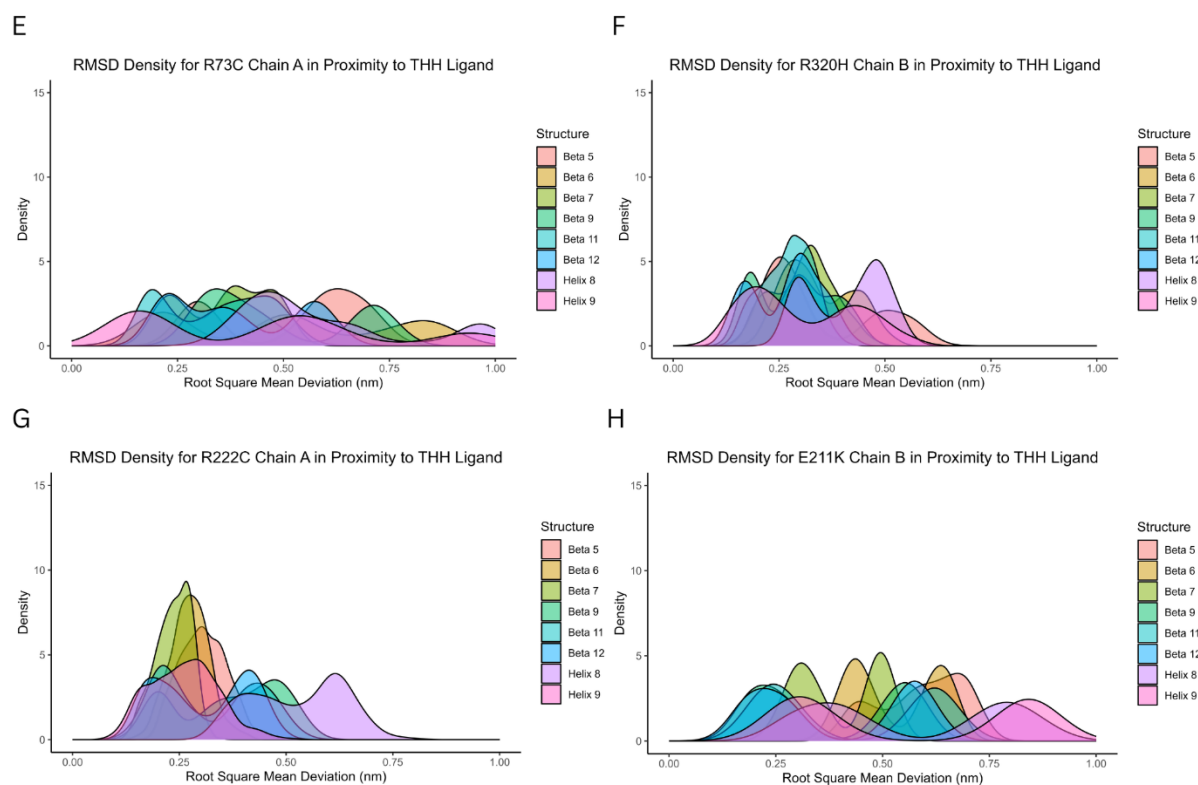 E
RMSD Density for R73C Chain A in Proximity to THH Ligand
15
10
5
0
Density
0.00 0.25 0.50 0.75 1.00
Root Square Mean Deviation (nm)
Structure
Beta 5
Beta 6
Beta 7
Beta 9
Beta 11
Beta 12
Helix 8
Helix 9
F
RMSD Density for R320H Chain B in Proximity to THH Ligand
15
10
5
0
Density
0.00 0.25 0.50 0.75 1.00
Root Square Mean Deviation (nm)
Structure
Beta 5
Beta 6
Beta 7
Beta 9
Beta 11
Beta 12
Helix 8
Helix 9
G
RMSD Density for R222C Chain A in Proximity to THH Ligand
15
10
5
0
Density
0.00 0.25 0.50 0.75 1.00
Root Square Mean Deviation (nm)
Structure
Beta 5
Beta 6
Beta 7
Beta 9
Beta 11
Beta 12
Helix 8
Helix 9
H
RMSD Density for E211K Chain B in Proximity to THH Ligand
15
10
5
0
Density
0.00 0.25 0.50 0.75 1.00
Root Square Mean Deviation (nm)
Structure
Beta 5
Beta 6
Beta 7
Beta 9
Beta 11
Beta 12
Helix 8
Helix 9